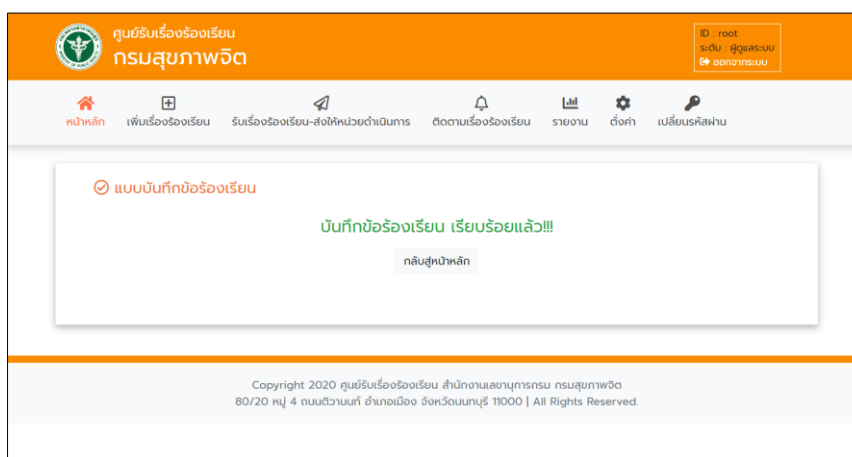 ศูนย์รับเรื่องร้องเรียน
กรมสุขภาพจิต
ID : root
ระดับ : ผู้ดูแลระบบ
ออกจากระบบ
หน้าหลัก เพิ่มเรื่องร้องเรียน รับเรื่องร้องเรียน-ส่งให้หน่วยดำเนินการ ติดตามเรื่องร้องเรียน รายงาน ตั้งค่า เปลี่ยนรหัสผ่าน
แบบบันทึกข้อร้องเรียน
บันทึกข้อร้องเรียน เรียบร้อยแล้ว!!!
กลับสู่หน้าหลัก
Copyright 2020 ศูนย์รับเรื่องร้องเรียน สำนักงานเลขานุการกรม กรมสุขภาพจิต
80/20 หมู่ 4 ถนนติวานนท์ อำเภอเมือง จังหวัดนนทบุรี 11000 | All Rights Reserved.